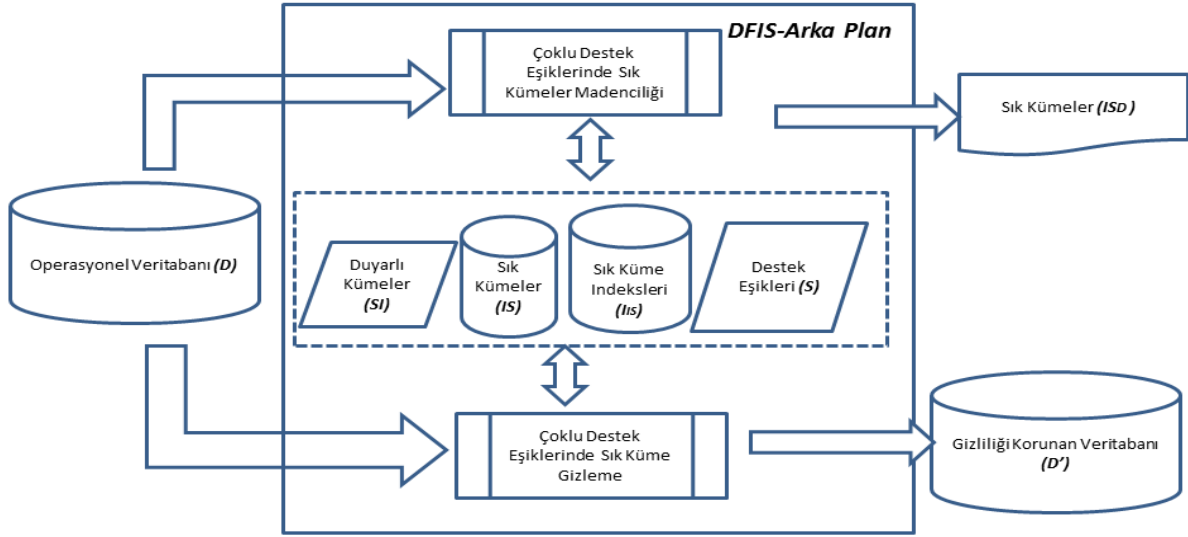 DFIS-Arka Plan
Çoklu Destek
Eşiklerinde Sık
Kümeler Madenciliği
Sık Kümeler (ISD)
Operasyonel Veritabanı (D)
Duyarlı
Kümeler
(SI)
Sık
Kümeler
(IS)
Sık Küme
Indeksleri
(IIS)
Destek
Eşikleri (S)
Çoklu Destek
Eşiklerinde Sık Küme
Gizleme
Gizliliği Korunan Veritabanı
(D’)